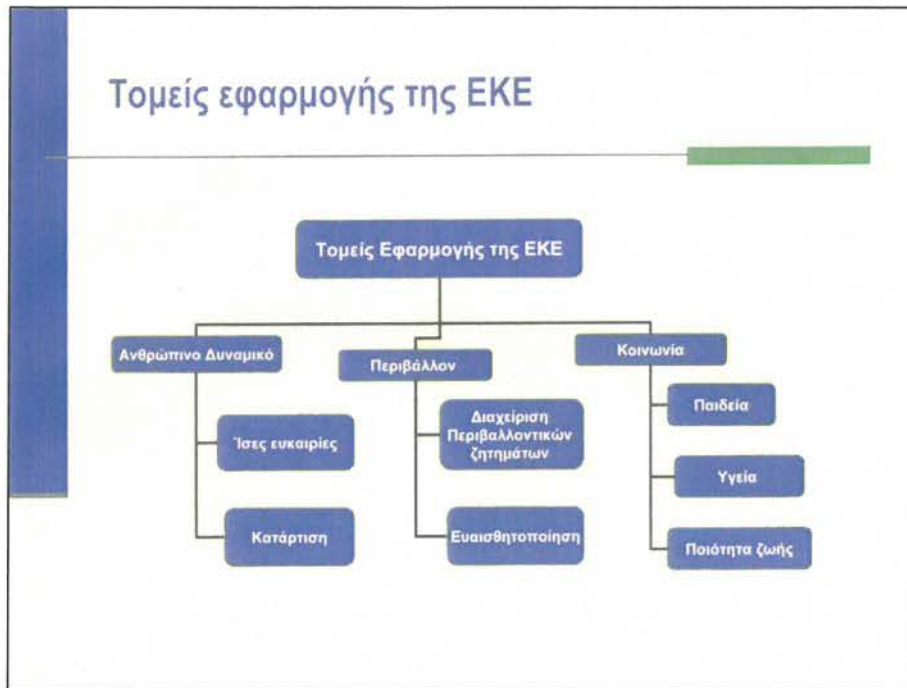 Τομείς εφαρμογής της ΕΚΕ
Τομείς Εφαρμογής της ΕΚΕ
Ανθρώπινο Δυναμικό
Ίσες ευκαιρίες
Κατάρτιση
Περιβάλλον
Διαχείριση
Περιβαλλοντικών
ζητημάτων
Ευαισθητοποίηση
Κοινωνία
Παιδεία
Υγεία
Ποιότητα ζωής